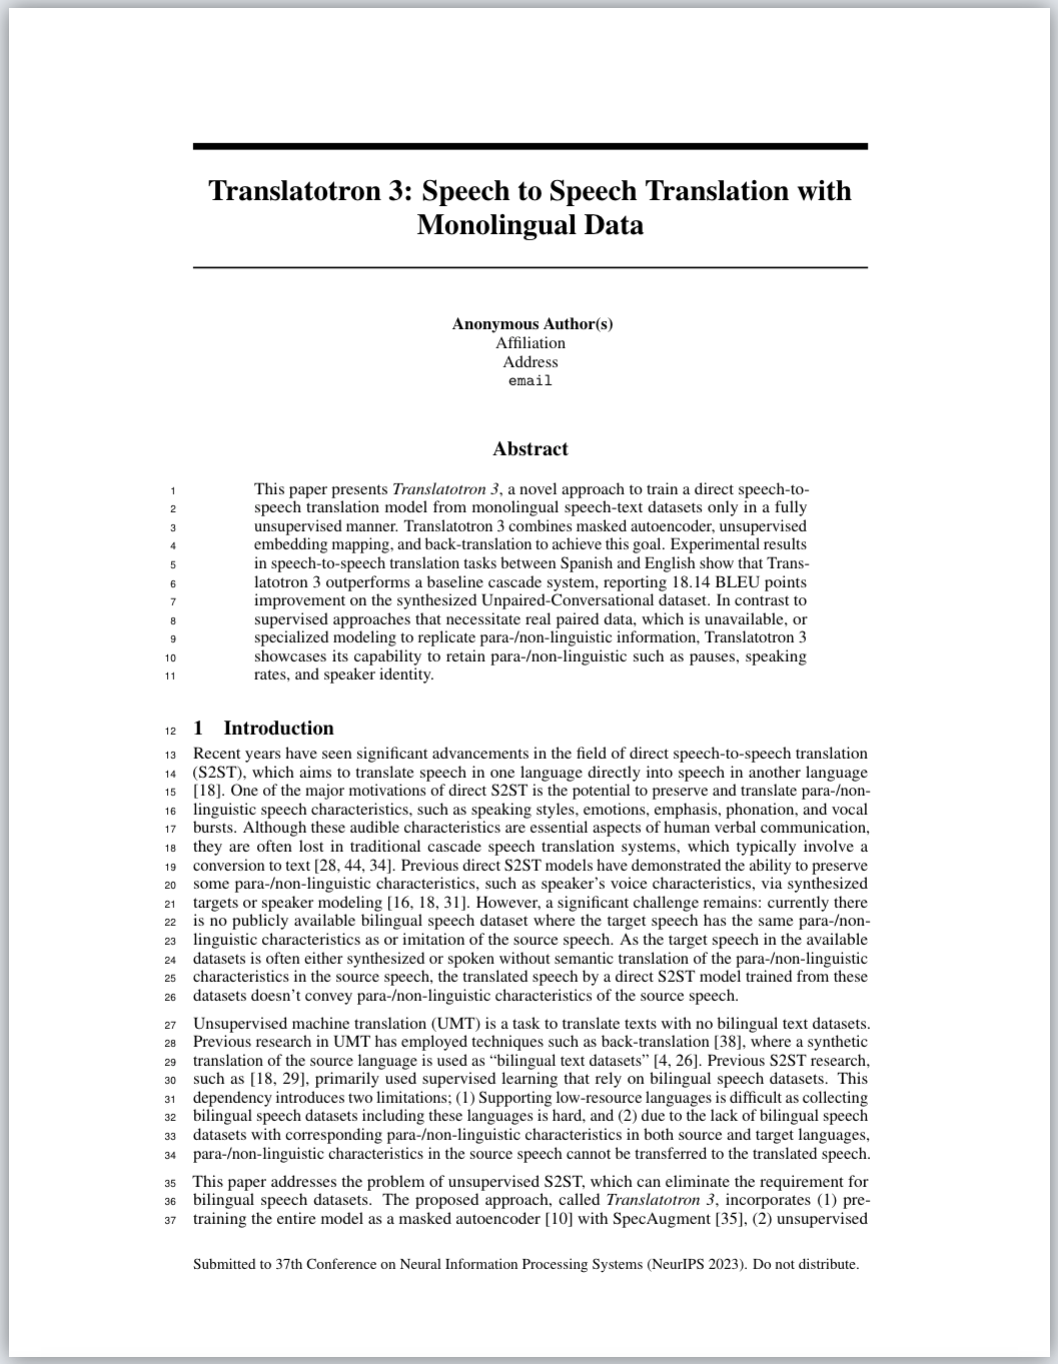 Translatotron 3: Speech to Speech Translation with
Monolingual Data
Anonymous Author(s)
Affiliation
Address
email
Abstract
1 This paper presents Translatotron 3, a novel approach to train a direct speech-to-
2 speech translation model from monolingual speech-text datasets only in a fully
3 unsupervised manner. Translatotron 3 combines masked autoencoder, unsupervised
4 embedding mapping, and back-translation to achieve this goal. Experimental results
5 in speech-to-speech translation tasks between Spanish and English show that Trans-
6 latotron 3 outperforms a baseline cascade system, reporting 18.14 BLEU points
7 improvement on the synthesized Unpaired-Conversational dataset. In contrast to
8 supervised approaches that necessitate real paired data, which is unavailable, or
9 specialized modeling to replicate para-/non-linguistic information, Translatotron 3
10 showcases its capability to retain para-/non-linguistic such as pauses, speaking
11 rates, and speaker identity.
12 1 Introduction
13 Recent years have seen significant advancements in the field of direct speech-to-speech translation
14 (S2ST), which aims to translate speech in one language directly into speech in another language
15 [18]. One of the major motivations of direct S2ST is the potential to preserve and translate para-/non-
16 linguistic speech characteristics, such as speaking styles, emotions, emphasis, phonation, and vocal
17 bursts. Although these audible characteristics are essential aspects of human verbal communication,
18 they are often lost in traditional cascade speech translation systems, which typically involve a
19 conversion to text [28, 44, 34]. Previous direct S2ST models have demonstrated the ability to preserve
20 some para-/non-linguistic characteristics, such as speaker's voice characteristics, via synthesized
21 targets or speaker modeling [16, 18, 31]. However, a significant challenge remains: currently there
22 is no publicly available bilingual speech dataset where the target speech has the same para-/non-
23 linguistic characteristics as or imitation of the source speech. As the target speech in the available
24 datasets is often either synthesized or spoken without semantic translation of the para-/non-linguistic
25 characteristics in the source speech, the translated speech by a direct S2ST model trained from these
26 datasets doesn't convey para-/non-linguistic characteristics of the source speech.
27 Unsupervised machine translation (UMT) is a task to translate texts with no bilingual text datasets.
28 Previous research in UMT has employed techniques such as back-translation [38], where a synthetic
29 translation of the source language is used as “bilingual text datasets” [4, 26]. Previous S2ST research,
30 such as [18, 29], primarily used supervised learning that rely on bilingual speech datasets. This
31 dependency introduces two limitations; (1) Supporting low-resource languages is difficult as collecting
32 bilingual speech datasets including these languages is hard, and (2) due to the lack of bilingual speech
33 datasets with corresponding para-/non-linguistic characteristics in both source and target languages,
34 para-/non-linguistic characteristics in the source speech cannot be transferred to the translated speech.
35 This paper addresses the problem of unsupervised S2ST, which can eliminate the requirement for
36 bilingual speech datasets. The proposed approach, called Translatotron 3, incorporates (1) pre-
37 training the entire model as a masked autoencoder [10] with SpecAugment [35], (2) unsupervised
Submitted to 37th Conference on Neural Information Processing Systems (NeurIPS 2023). Do not distribute.